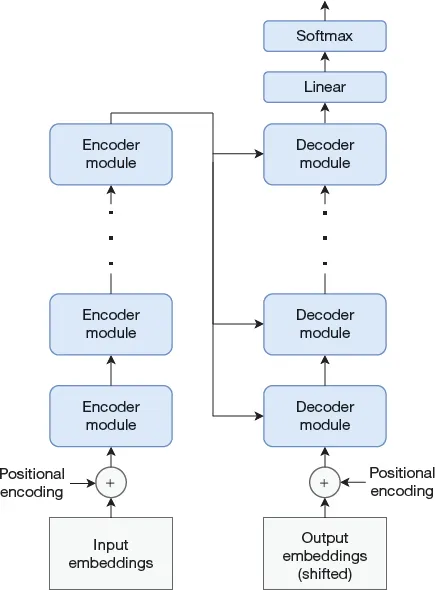 Softmax
Linear
Encoder
module
Decoder
module
Encoder
module
Decoder
module
Encoder
module
Decoder
module
Positional
encoding
+
+
Positional
encoding
Input
embeddings
Output
embeddings
(shifted)